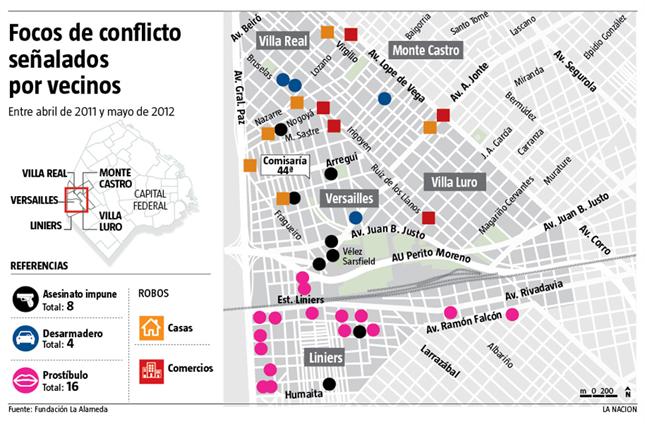 Focos de conflicto
señalados
por vecinos
Entre abril de 2011 y mayo de 2012
VILLA REAL
MONTE
CASTRO
VERSAILLES
CAPITAL
FEDERAL
LINIERS
VILLA
LURO
REFERENCIAS
Asesinato impune
Total: 8
Desarmadero
Total: 4
Prostíbulo
Total: 16
ROBOS
Casas
Comercios
Av. Beiró
Villa Real
Virgilio
Lozano
Bruselas
Baigorria
Santo Tome
Lascano
Elpidio González
Monte Castro
Av. Lope de Vega
Av. A. Jonte
Av. Segurola
Miranda
Bermúdez
Av. Gral. Paz
Nazarre
Nogoyá
M. Sastre
Irigoyen
J. A. García
Carranza
Murature
Comisaría
44ª
Arregui
Ruiz de los Llanos
Villa Luro
Magariño Cervantes
Versailles
Fragueiro
Av. Juan B. Justo
Av. Juan B. Justo
Av. Corro
Vélez
Sarsfield
AU Perito Moreno
Est. Liniers
Av. Rivadavia
Av. Ramón Falcón
Liniers
Larrazábal
Albariño
Humaita
m 0 200
N
Fuente: Fundación La Alameda
LA NACION